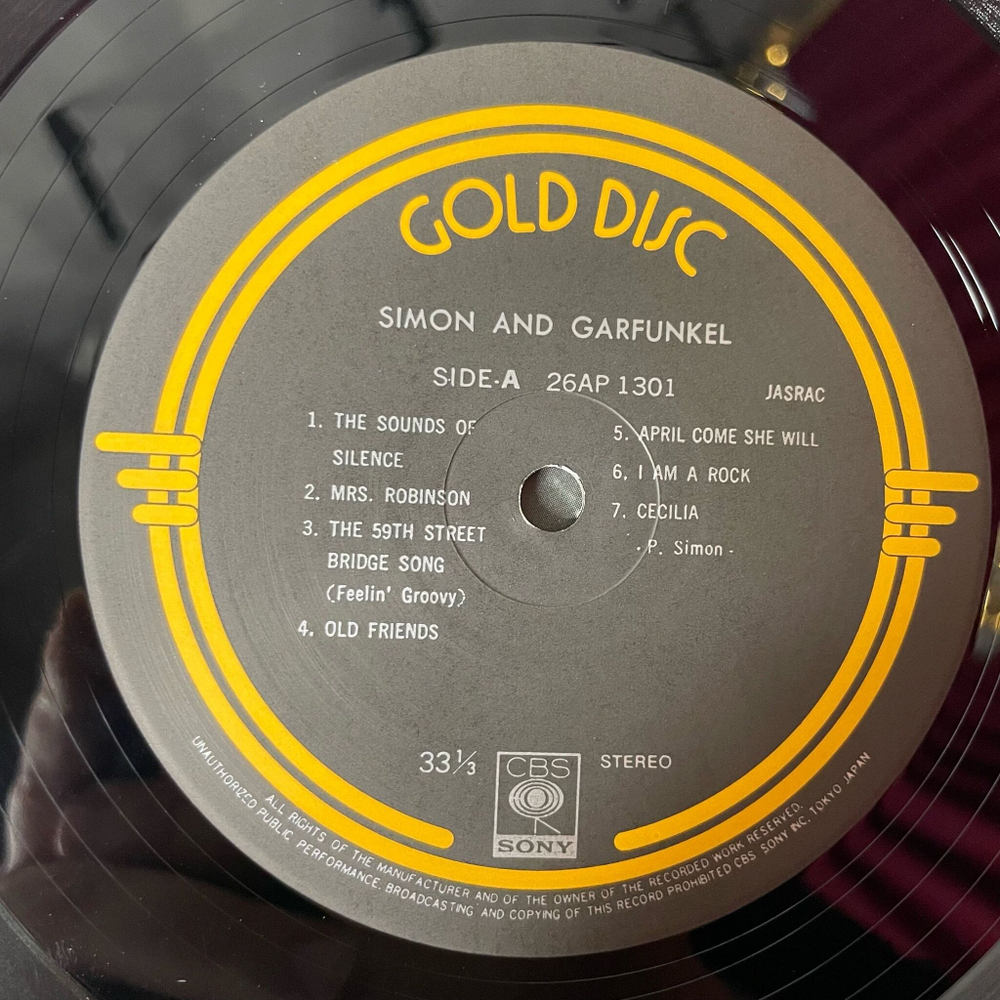 GOLD DISC
SIMON AND GARFUNKEL
SIDE-A 26AP 1301 JASRAC
1. THE SOUNDS OF
SILENCE
2. MRS. ROBINSON
3. THE 59TH STREET
BRIDGE SONG
(Feelin' Groovy)
4. OLD FRIENDS
5. APRIL COME SHE WILL
6. I AM A ROCK
7. CECILIA
· P. Simon -
33⅓ CBS STEREO
SONY
ALL RIGHTS OF THE MANUFACTURER AND OF THE OWNER OF THE RECORDED WORK RESERVED.
UNAUTHORIZED PUBLIC PERFORMANCE. BROADCASTING AND COPYING OF THIS RECORD PROHIBITED CBS SONY INC. TOKYO JAPAN